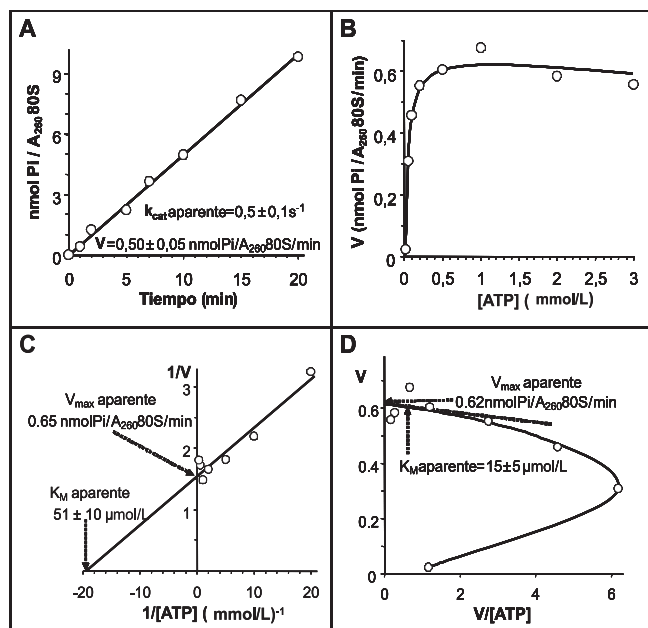 A
nmol Pi / A260 80S
9
6
3
0
kcat aparente=0,5±0,1s-1
V=0,50±0,05 nmolPi/A26080S/min
0 5 10 15 20
Tiempo (min)
B
V (nmol Pi/A260 80S/min)
0,6
0,4
0,2
0
0 0,5 1 1,5 2 2,5 3
[ATP] (mmol/L)
C
1/V
3
2
1
Vmax aparente
0.65 nmolPi/A26080S/min
KM aparente
51 ± 10 µmol/L
-20 -10 0 10 20
1/[ATP] ( mmol/L)-1
D
V
0.6
0.4
0.2
0
Vmax aparente
0.62nmolPi/A26080S/min
KM aparente=15±5 µmol/L
0 2 4 6
V/[ATP]